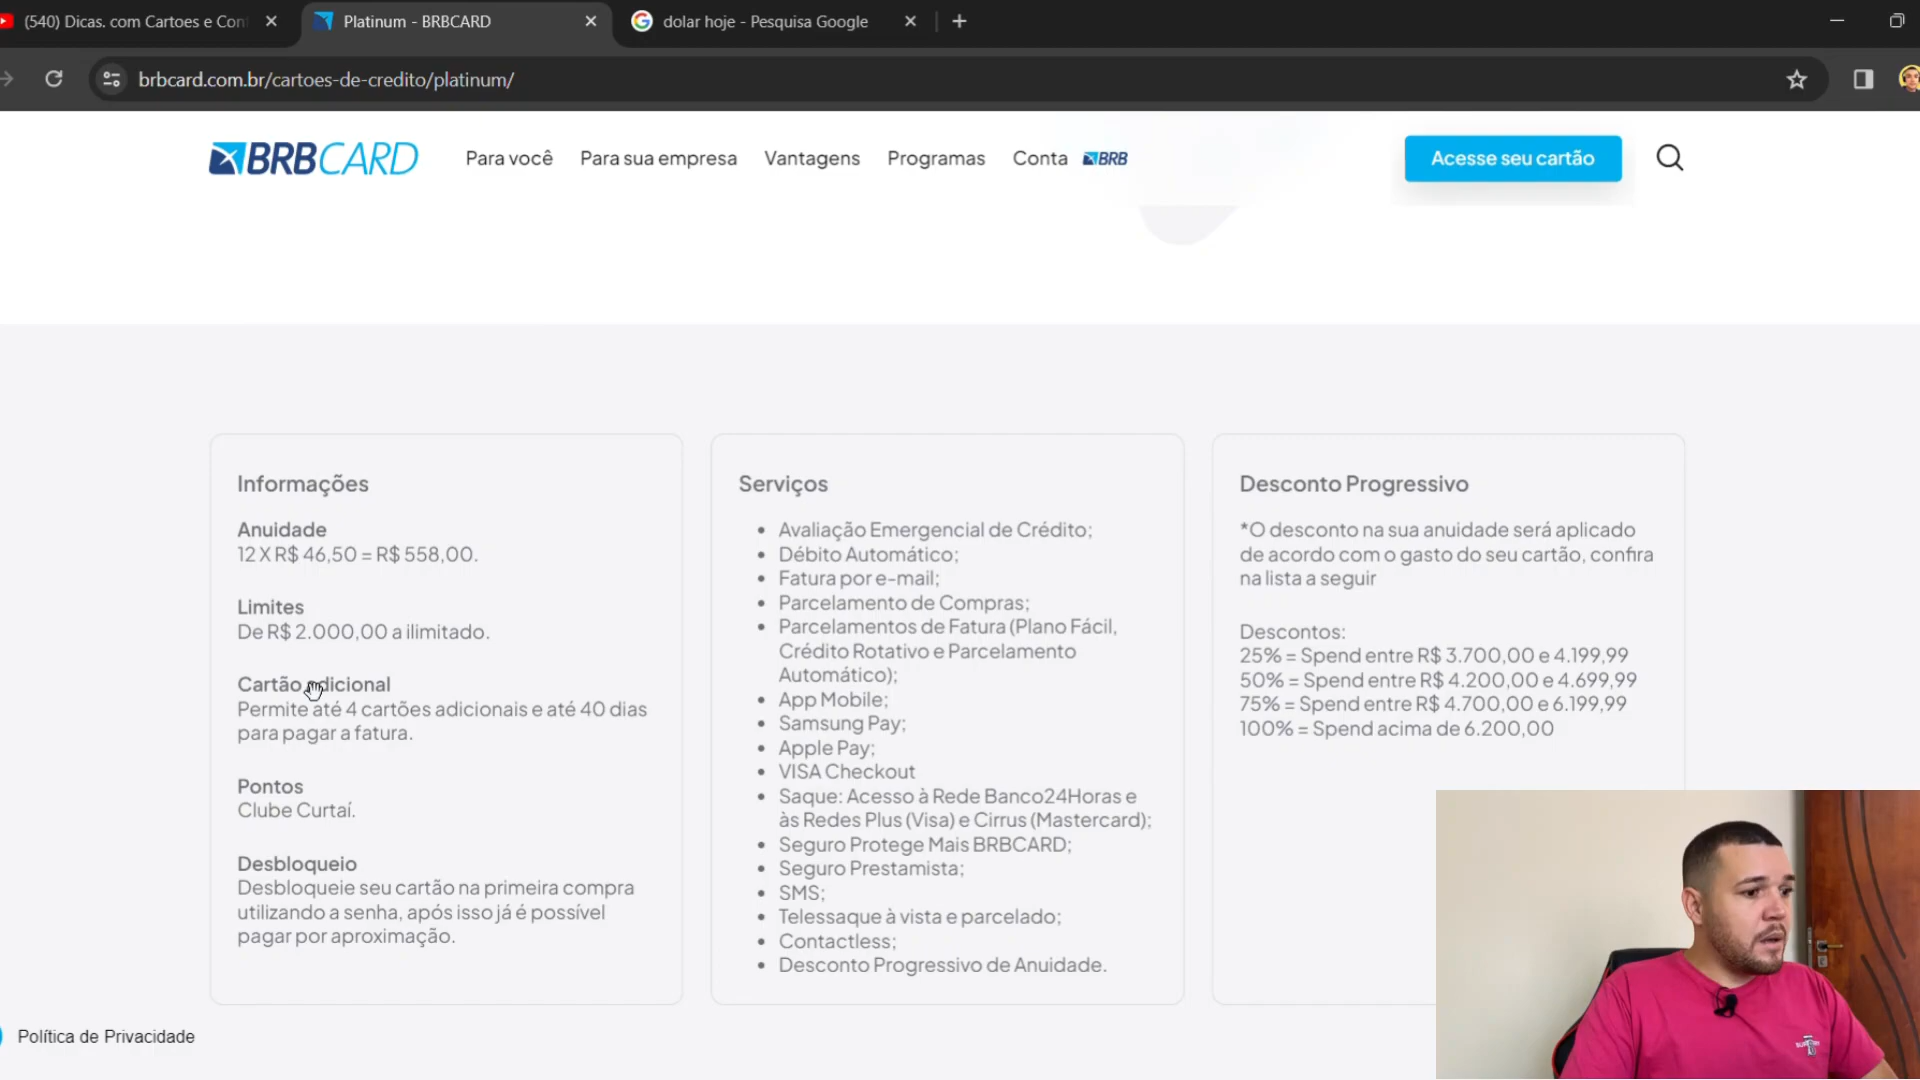 (540) Dicas. com Cartoes e Con
Platinum - BRBCARD
dolar hoje - Pesquisa Google
brbcard.com.br/cartoes-de-credito/platinum/
BRBCARD
Para você
Para sua empresa
Vantagens
Programas
Conta BRB
Acesse seu cartão
Informações
Anuidade
12 X R$ 46,50 = R$ 558,00.
Limites
De R$ 2.000,00 a ilimitado.
Cartão adicional
Permite até 4 cartões adicionais e até 40 dias
para pagar a fatura.
Pontos
Clube Curtaí.
Desbloqueio
Desbloqueie seu cartão na primeira compra
utilizando a senha, após isso já é possível
pagar por aproximação.
Serviços
• Avaliação Emergencial de Crédito;
• Débito Automático;
• Fatura por e-mail;
• Parcelamento de Compras;
• Parcelamentos de Fatura (Plano Fácil,
Crédito Rotativo e Parcelamento
Automático);
• App Mobile;
• Samsung Pay;
• Apple Pay;
• VISA Checkout
• Saque: Acesso à Rede Banco24Horas e
às Redes Plus (Visa) e Cirrus (Mastercard);
• Seguro Protege Mais BRBCARD;
• Seguro Prestamista;
• SMS;
• Telessaque à vista e parcelado;
• Contactless;
• Desconto Progressivo de Anuidade.
Desconto Progressivo
*O desconto na sua anuidade será aplicado
de acordo com o gasto do seu cartão, confira
na lista a seguir
Descontos:
25% = Spend entre R$ 3.700,00 e 4.199,99
50% = Spend entre R$ 4.200,00 e 4.699,99
75% = Spend entre R$ 4.700,00 e 6.199,99
100% = Spend acima de 6.200,00
Política de Privacidade